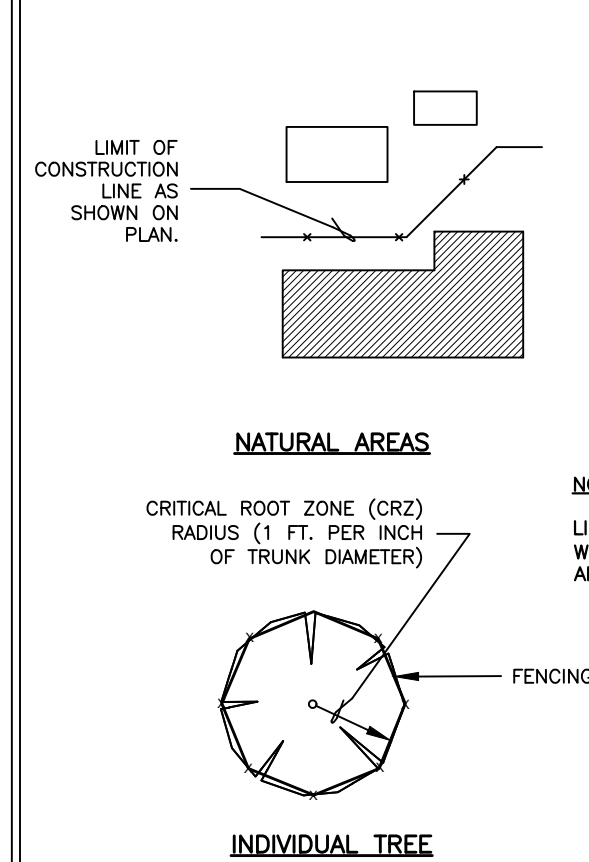 LIMIT OF
CONSTRUCTION
LINE AS
SHOWN ON
PLAN.
NATURAL AREAS
CRITICAL ROOT ZONE (CRZ)
RADIUS (1 FT. PER INCH
OF TRUNK DIAMETER)
FENCING
INDIVIDUAL TREE